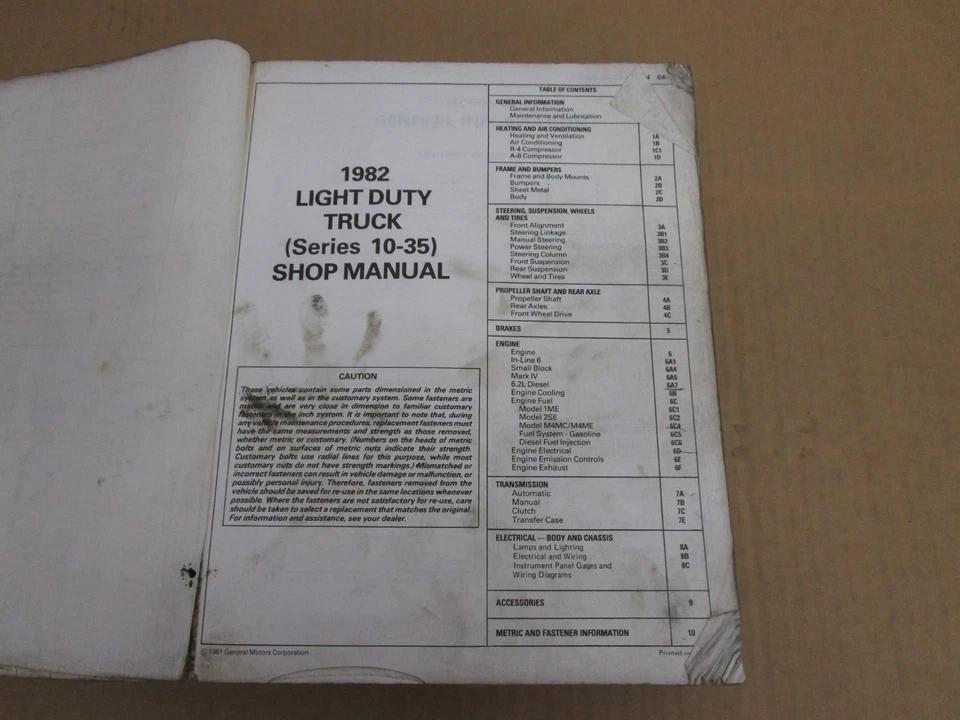 1982
LIGHT DUTY
TRUCK
(Series 10-35)
SHOP MANUAL
CAUTION
These vehicles contain some parts dimensioned in the metric
system as well as in the customary system. Some fasteners are
metric and are very close in dimension to familiar customary
fasteners in the inch system. It is important to note that, during
any vehicle maintenance procedures, replacement fasteners must
have the same measurements and strength as those removed,
whether metric or customary. (Numbers on the heads of metric
bolts and on surfaces of metric nuts indicate their strength.
Customary bolts use radial lines for this purpose, while most
customary nuts do not have strength markings.) Mismatched or
incorrect fasteners can result in vehicle damage or malfunction, or
possibly personal injury. Therefore, fasteners removed from the
vehicle should be saved for re-use in the same locations whenever
possible. Where the fasteners are not satisfactory for re-use, care
should be taken to select a replacement that matches the original.
For information and assistance, see your dealer.
© 1981 General Motors Corporation
TABLE OF CONTENTS
GENERAL INFORMATION
General Information 0A
Maintenance and Lubrication
HEATING AND AIR CONDITIONING
Heating and Ventilation 1A
Air Conditioning 1B
R-4 Compressor 1C1
A-6 Compressor 1D
FRAME AND BUMPERS
Frame and Body Mounts 2A
Bumpers 2B
Sheet Metal 2C
Body 2D
STEERING, SUSPENSION, WHEELS
AND TIRES
Front Alignment 3A
Steering Linkage 3B1
Manual Steering 3B2
Power Steering 3B3
Steering Column 3B4
Front Suspension 3C
Rear Suspension 3D
Wheel and Tires 3E
PROPELLER SHAFT AND REAR AXLE
Propeller Shaft 4A
Rear Axles 4B
Front Wheel Drive 4C
BRAKES 5
ENGINE
Engine 6
In-Line 6 6A1
Small Block 6A4
Mark IV 6A5
6.2L Diesel 6A7
Engine Cooling 6B
Engine Fuel 6C
Model 1ME 6C1
Model 2SE 6C2
Model M4MC/M4ME 6C4
Fuel System - Gasoline 6C5
Diesel Fuel Injection 6C6
Engine Electrical 6D
Engine Emission Controls 6E
Engine Exhaust 6F
TRANSMISSION
Automatic 7A
Manual 7B
Clutch 7C
Transfer Case 7E
ELECTRICAL — BODY AND CHASSIS
Lamps and Lighting 8A
Electrical and Wiring 8B
Instrument Panel Gages and 8C
Wiring Diagrams
ACCESSORIES 9
METRIC AND FASTENER INFORMATION 10
Printed